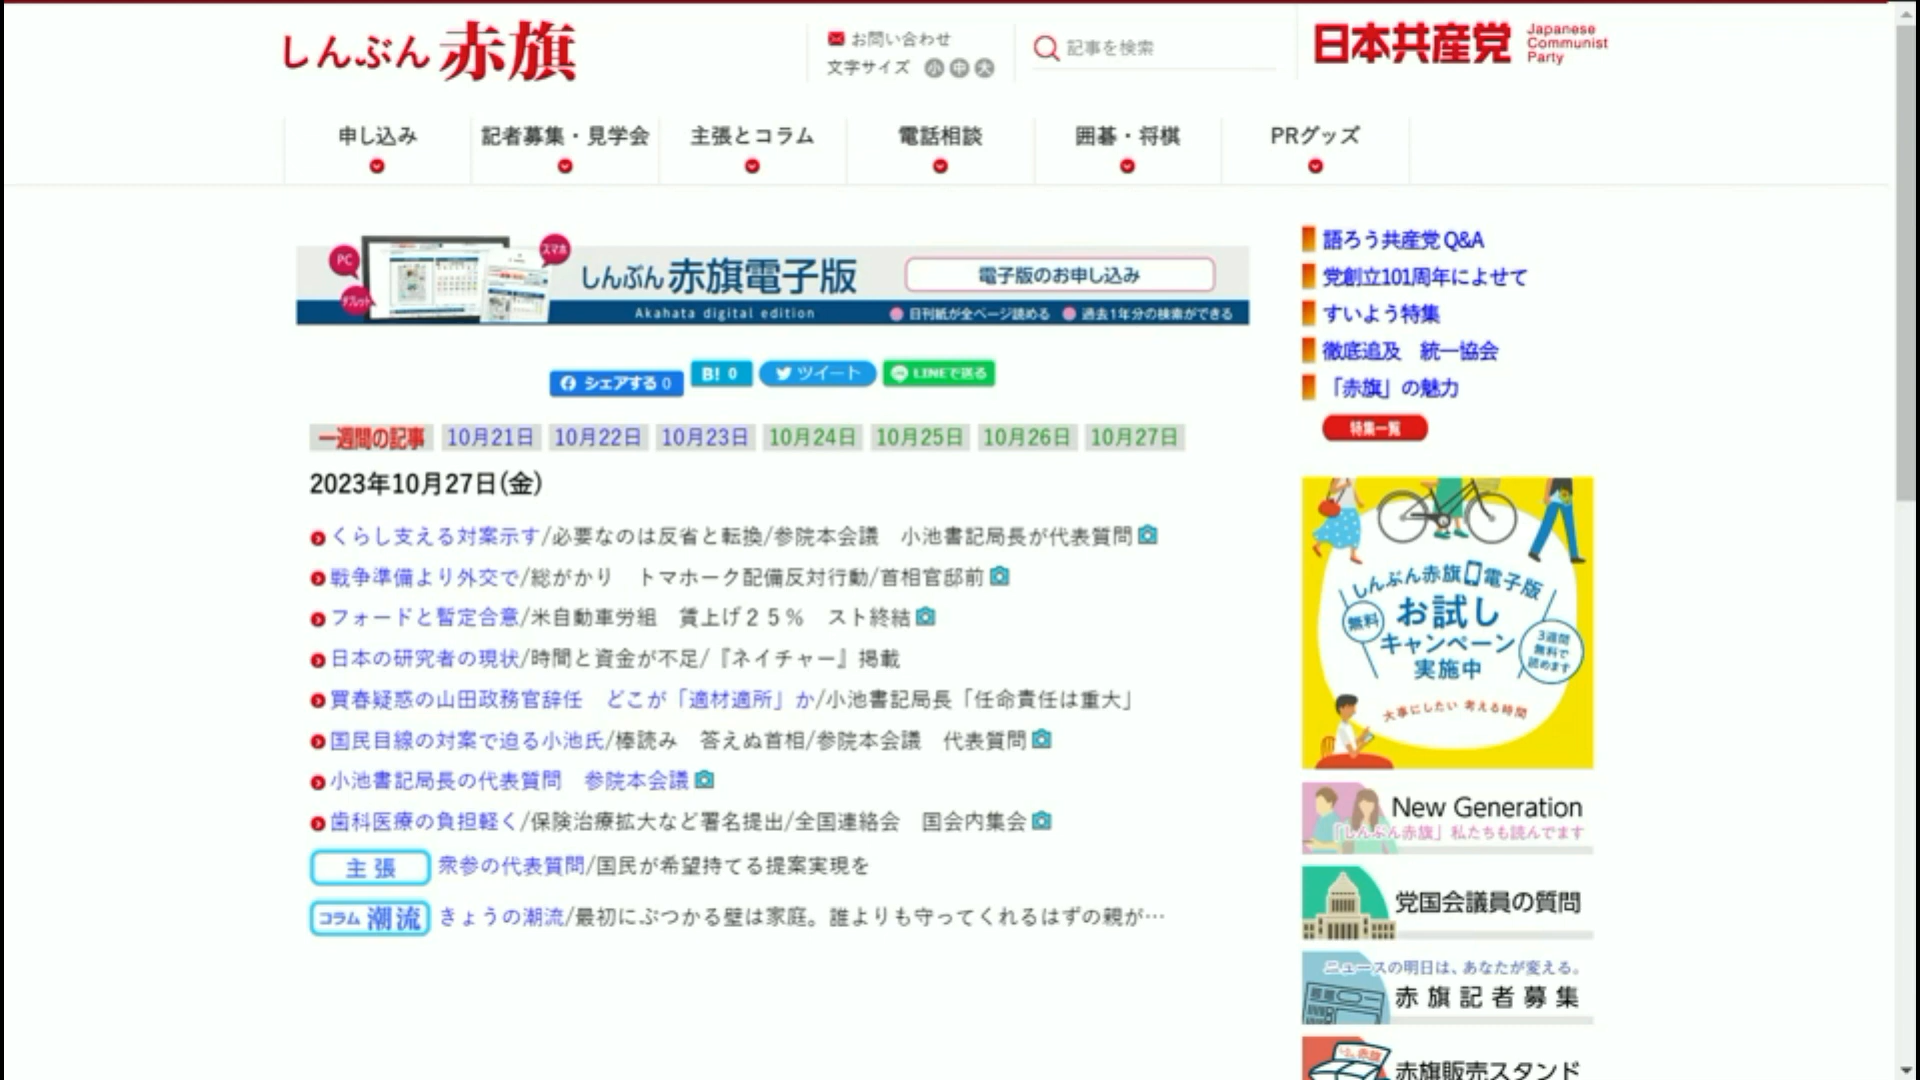 しんぶん 赤旗
お問い合わせ
文字サイズ 小 中 大
記事を検索
日本共産党 Japanese Communist Party
申し込み
記者募集・見学会
主張とコラム
電話相談
囲碁・将棋
PRグッズ
PC
スマホ
タブレット
しんぶん赤旗電子版
電子版のお申し込み
Akahata digital edition
日刊紙が全ページ読める 過去1年分の検索ができる
シェアする 0
B! 0
ツイート
LINEで送る
一週間の記事 10月21日 10月22日 10月23日 10月24日 10月25日 10月26日 10月27日
2023年10月27日(金)
くらし支える対案示す/必要なのは反省と転換/参院本会議　小池書記局長が代表質問
戦争準備より外交で/総がかり　トマホーク配備反対行動/首相官邸前
フォードと暫定合意/米自動車労組　賃上げ２５％　スト終結
日本の研究者の現状/時間と資金が不足/『ネイチャー』掲載
買春疑惑の山田政務官辞任　どこが「適材適所」か/小池書記局長「任命責任は重大」
国民目線の対案で迫る小池氏/棒読み　答えぬ首相/参院本会議　代表質問
小池書記局長の代表質問　参院本会議
歯科医療の負担軽く/保険治療拡大など署名提出/全国連絡会　国会内集会
主張 衆参の代表質問/国民が希望持てる提案実現を
コラム 潮流 きょうの潮流/最初にぶつかる壁は家庭。誰よりも守ってくれるはずの親が…
語ろう共産党 Q&A
党創立101周年によせて
すいよう特集
徹底追及　統一協会
「赤旗」の魅力
特集一覧
しんぶん赤旗 電子版
無料
お試し
キャンペーン
実施中
3週間
無料で
読めます
大事にしたい 考える時間
New Generation
「しんぶん赤旗」私たちも読んでます
党国会議員の質問
ニュースの明日は、あなたが変える。
赤旗記者募集
赤旗販売スタンド